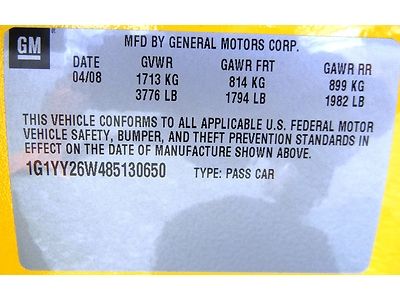 GM
MFD BY GENERAL MOTORS CORP.
DATE GVWR GAWR FRT GAWR RR
04/08 1713 KG 814 KG 899 KG
3776 LB 1794 LB 1982 LB
THIS VEHICLE CONFORMS TO ALL APPLICABLE U.S. FEDERAL MOTOR
VEHICLE SAFETY, BUMPER, AND THEFT PREVENTION STANDARDS IN
EFFECT ON THE DATE OF MANUFACTURE SHOWN ABOVE.
1G1YY26W485130650 TYPE: PASS CAR